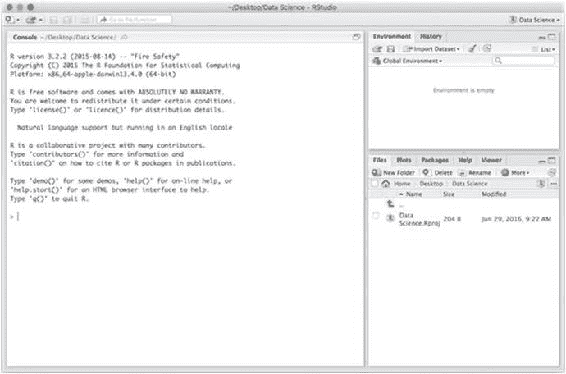 ~/Desktop/Data Science - RStudio
Go to file/function
Data Science
Console ~/Desktop/Data Science/
R version 3.2.2 (2015-08-14) -- "Fire Safety"
Copyright (C) 2015 The R Foundation for Statistical Computing
Platform: x86_64-apple-darwin13.4.0 (64-bit)
R is free software and comes with ABSOLUTELY NO WARRANTY.
You are welcome to redistribute it under certain conditions.
Type 'license()' or 'licence()' for distribution details.
Natural language support but running in an English locale
R is a collaborative project with many contributors.
Type 'contributors()' for more information and
'citation()' on how to cite R or R packages in publications.
Type 'demo()' for some demos, 'help()' for on-line help, or
'help.start()' for an HTML browser interface to help.
Type 'q()' to quit R.
>
Environment History
Import Dataset
List
Global Environment
Environment is empty
Files Plots Packages Help Viewer
New Folder Delete Rename More
Home Desktop Data Science
Name Size Modified
..
Data Science.Rproj 204 B Jun 29, 2016, 9:22 AM